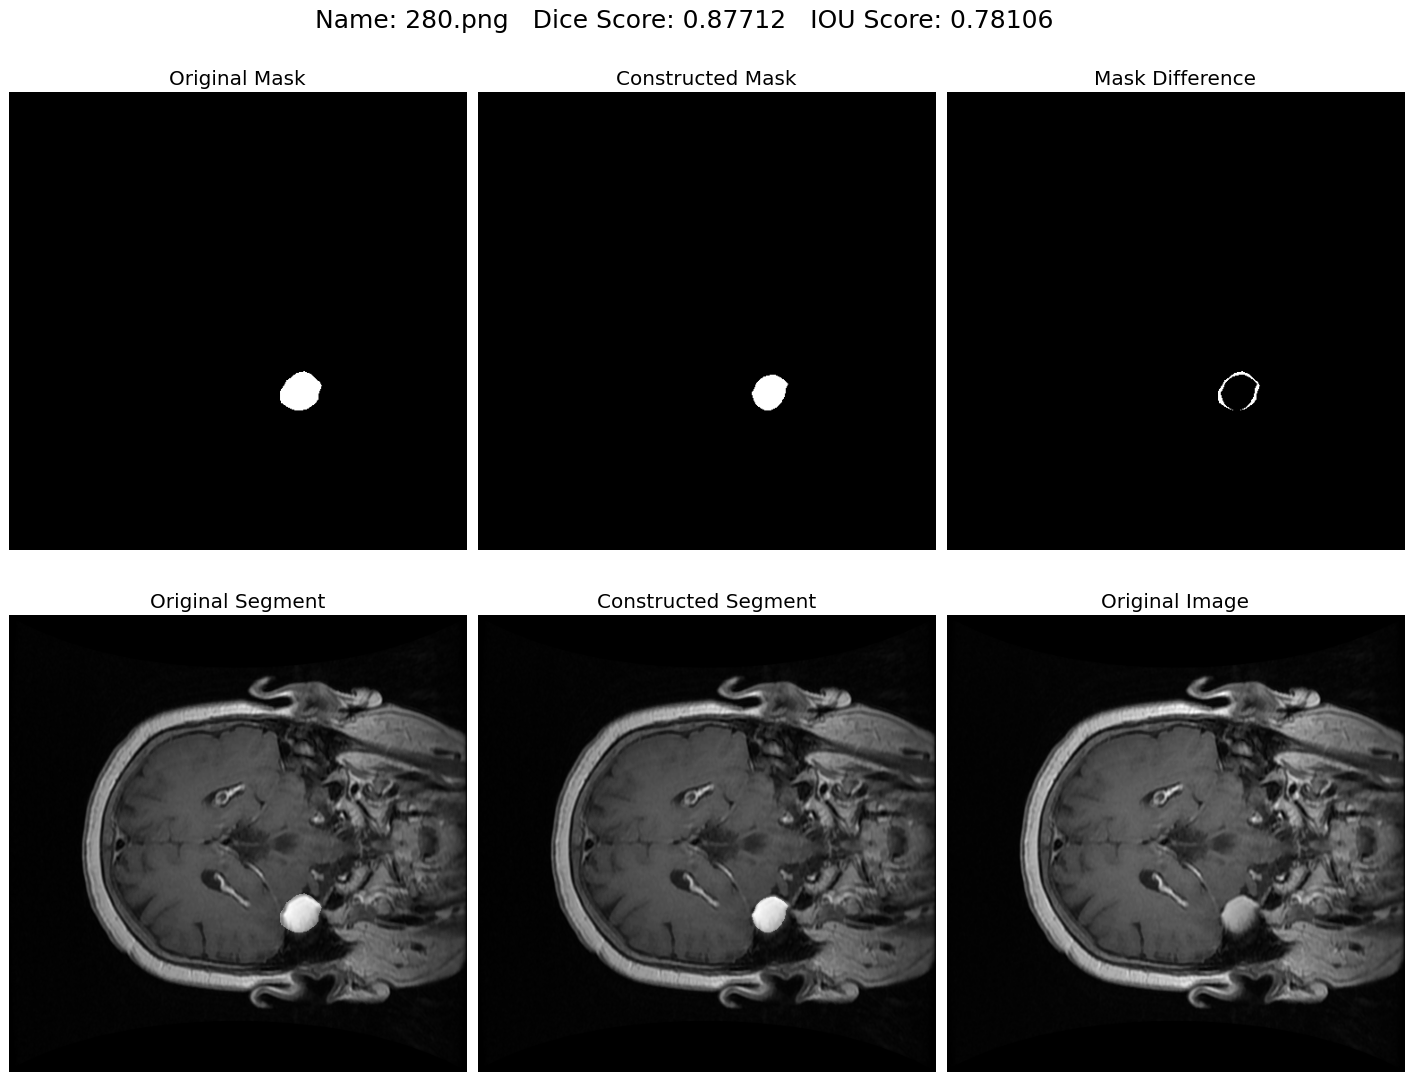 Name: 280.png   Dice Score: 0.87712   IOU Score: 0.78106
Original Mask
Constructed Mask
Mask Difference
Original Segment
Constructed Segment
Original Image